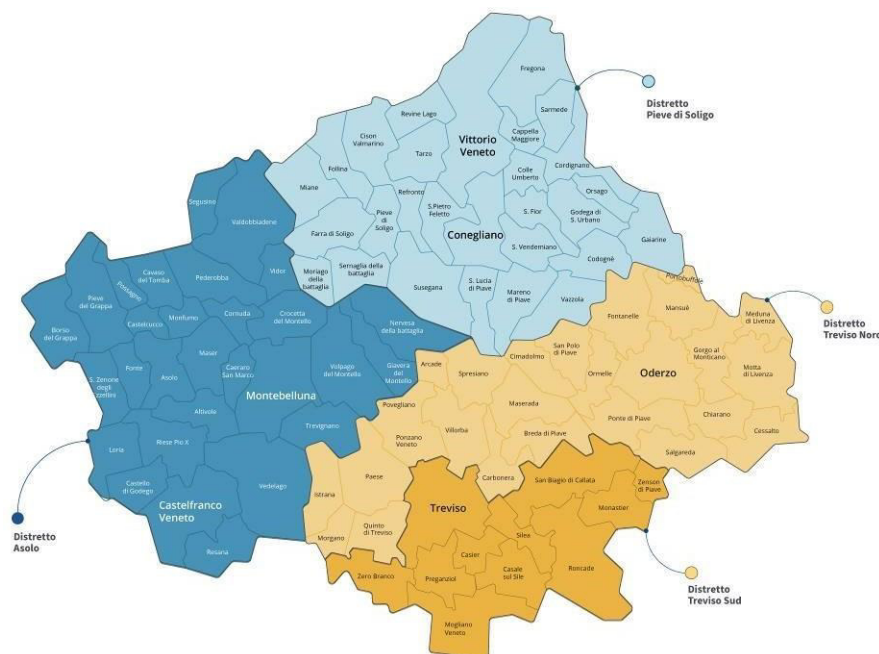 Fregona
Distretto
Pieve di Soligo
Sarmede
Revine Lago
Cappella
Maggiore
Cison
Valmarino
Vittorio
Veneto
Tarzo
Cordignano
Follina
Colle
Umberto
Miane
Refronto
Orsago
Segusino
S.Pietro
Feletto
Pieve
di
Soligo
S. Fior
Godega di
S. Urbano
Valdobbiadene
Farra di Soligo
Conegliano
Gaiarine
S. Vendemiano
Sernaglia della
battaglia
Codognè
Moriago
della
battaglia
Cavaso
del Tomba
Pederobba
Vidor
Susegana
S. Lucia
di Piave
Mareno
di Piave
Vazzola
Portobuffolè
Pieve
del Grappa
Possagno
Mansuè
Meduna
di Livenza
Distretto
Treviso Nord
Fontanelle
Castelcucco
Monfumo
Cornuda
Crocetta
del Montello
Nervesa
della battaglia
Borso
del Grappa
San Polo
di Piave
Gorgo al
Monticano
Cimadolmo
Maser
Arcade
Spresiano
Ormelle
Oderzo
Motta
di Livenza
Fonte
Asolo
Caerano
San Marco
Volpago
del Montello
Giavera
del
Montello
S. Zenone
degli
Ezzelles
Montebelluna
Povegliano
Maserada
Altivole
Trevignano
Villorba
Breda di Piave
Ponte di Piave
Chiarano
Cessalto
Loria
Riese Pio X
Ponzano
Veneto
Salgareda
Castello
di Godego
Vedelago
Istrana
Paese
Carbonera
San Biagio di Callata
Zenson
di Piave
Castelfranco
Veneto
Treviso
Monastier
Distretto
Asolo
Resana
Morgano
Quinto
di Treviso
Silea
Casier
Zero Branco
Preganziol
Casale
sul Sile
Roncade
Distretto
Treviso Sud
Mogliano
Veneto